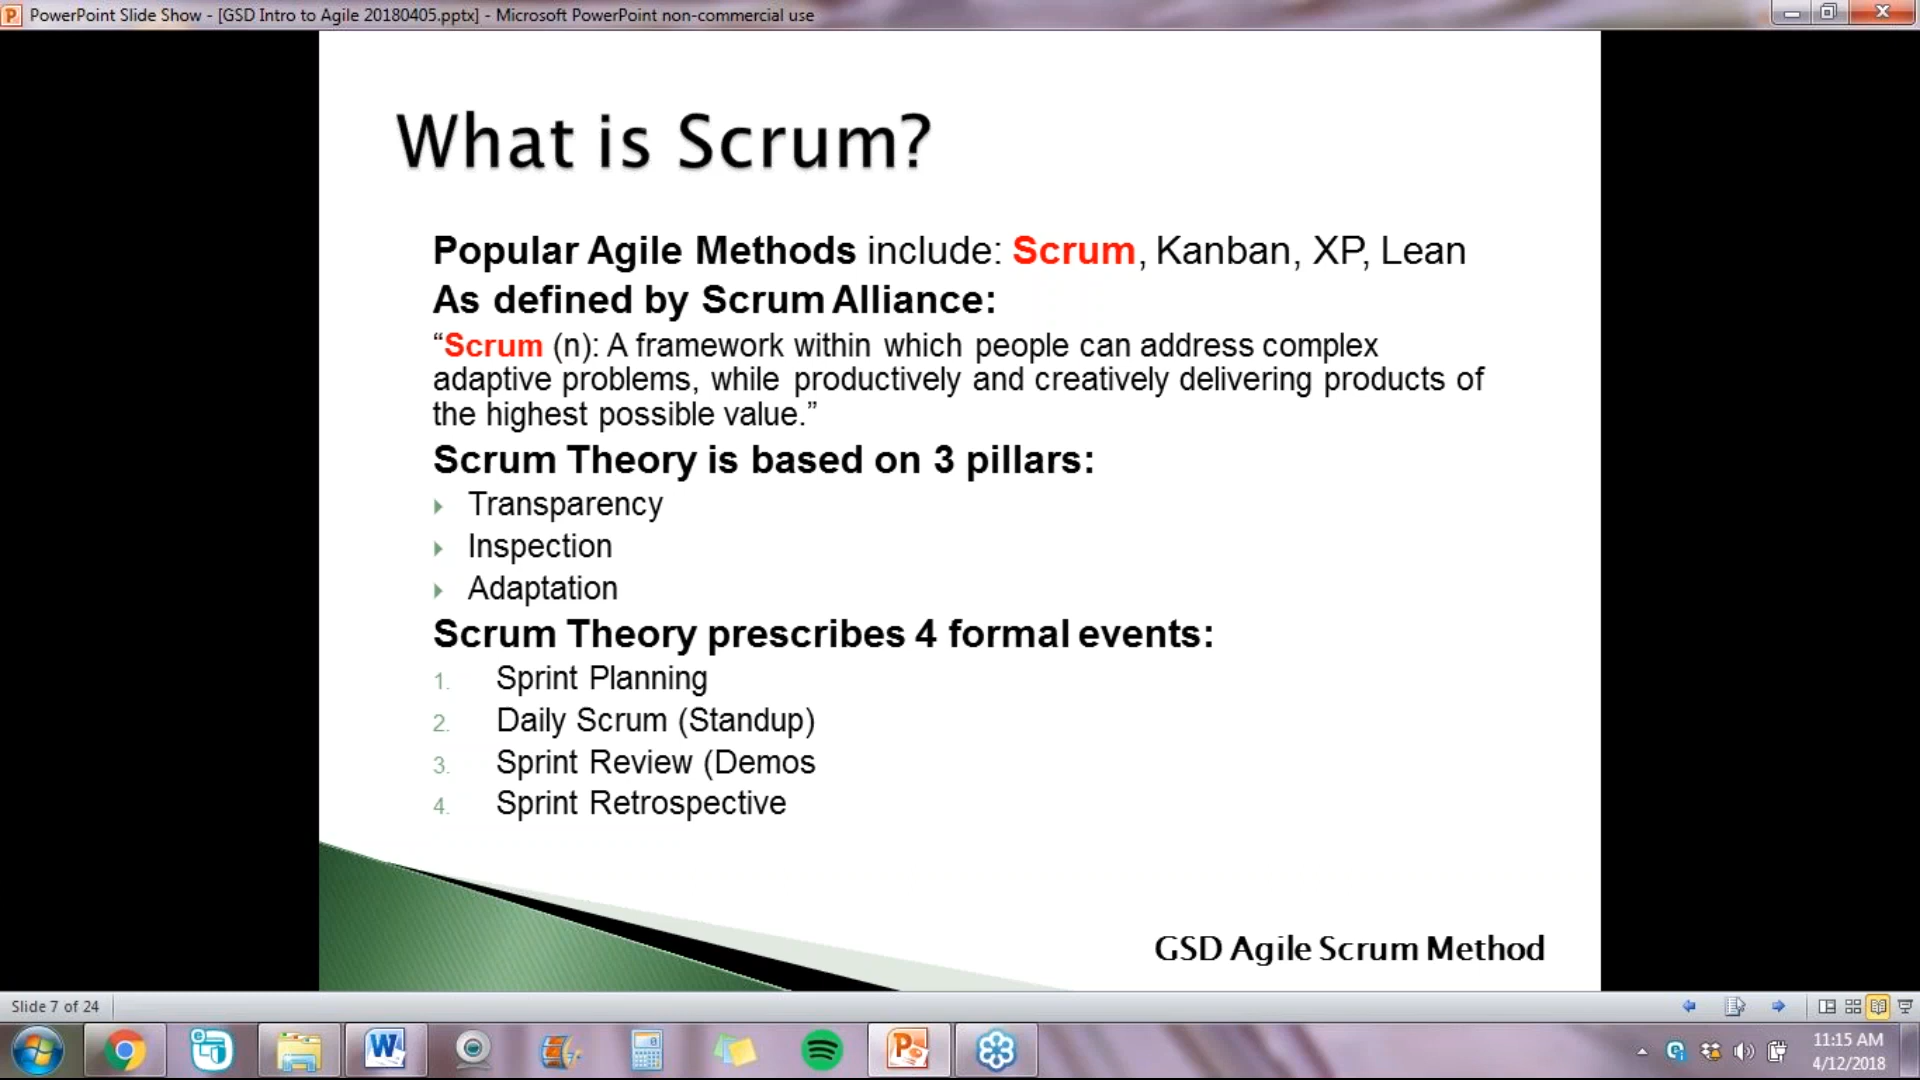 PowerPoint Slide Show - [GSD Intro to Agile 20180405.pptx] - Microsoft PowerPoint non-commercial use
What is Scrum?
Popular Agile Methods include: Scrum, Kanban, XP, Lean
As defined by Scrum Alliance:
“Scrum (n): A framework within which people can address complex
adaptive problems, while productively and creatively delivering products of
the highest possible value.”
Scrum Theory is based on 3 pillars:
Transparency
Inspection
Adaptation
Scrum Theory prescribes 4 formal events:
1. Sprint Planning
2. Daily Scrum (Standup)
3. Sprint Review (Demos
4. Sprint Retrospective
GSD Agile Scrum Method
Slide 7 of 24
11:15 AM
4/12/2018